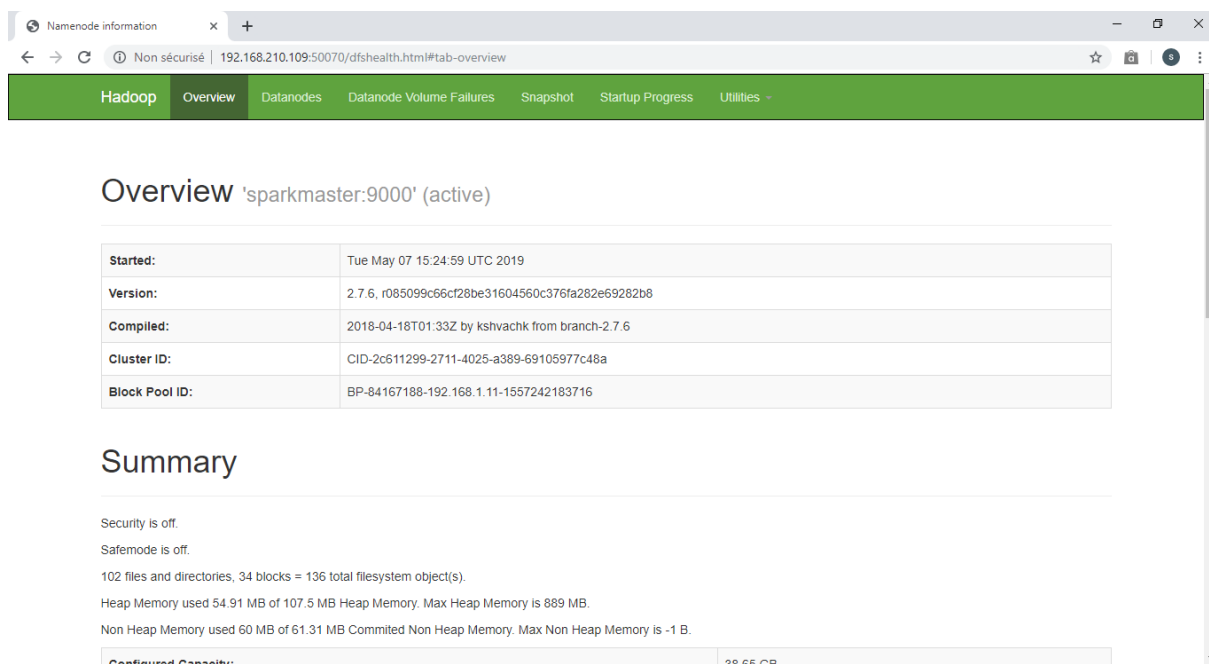 Namenode information
Non sécurisé | 192.168.210.109:50070/dfshealth.html#tab-overview
Hadoop Overview Datanodes Datanode Volume Failures Snapshot Startup Progress Utilities
Overview 'sparkmaster:9000' (active)
Started: Tue May 07 15:24:59 UTC 2019
Version: 2.7.6, r085099c66cf28be31604560c376fa282e69282b8
Compiled: 2018-04-18T01:33Z by kshvachk from branch-2.7.6
Cluster ID: CID-2c611299-2711-4025-a389-69105977c48a
Block Pool ID: BP-84167188-192.168.1.11-1557242183716
Summary
Security is off.
Safemode is off.
102 files and directories, 34 blocks = 136 total filesystem object(s).
Heap Memory used 54.91 MB of 107.5 MB Heap Memory. Max Heap Memory is 889 MB.
Non Heap Memory used 60 MB of 61.31 MB Commited Non Heap Memory. Max Non Heap Memory is -1 B.
Configured Capacity: 38.65 GB